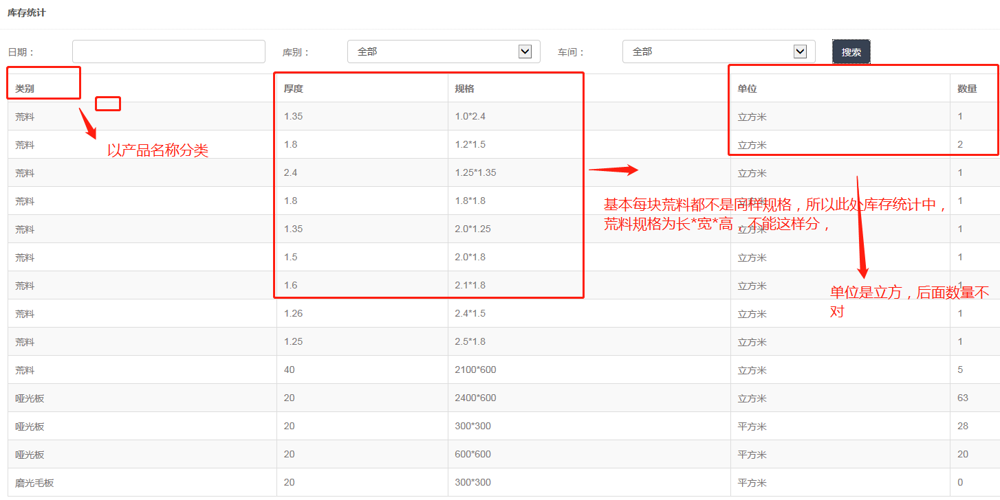 库存统计
日期： 库别： 全部 车间： 全部 搜索
类别 厚度 规格 单位 数量
荒料 1.35 1.0*2.4 立方米 1
荒料 1.8 1.2*1.5 立方米 2
以产品名称分类
荒料 2.4 1.25*1.35 立方米 1
荒料 1.8 1.8*1.8 立方米 1
基本每块荒料都不是同样规格，所以此处库存统计中，
荒料规格为长*宽*高，不能这样分，
荒料 1.35 2.0*1.25 立方米 1
荒料 1.5 2.0*1.8 立方米 1
荒料 1.6 2.1*1.8 立方米 1
单位是立方，后面数量不
对
荒料 1.26 2.4*1.5 立方米 1
荒料 1.25 2.5*1.8 立方米 1
荒料 40 2100*600 立方米 5
哑光板 20 2400*600 立方米 63
哑光板 20 300*300 平方米 28
哑光板 20 600*600 平方米 20
磨光毛板 20 300*300 平方米 0